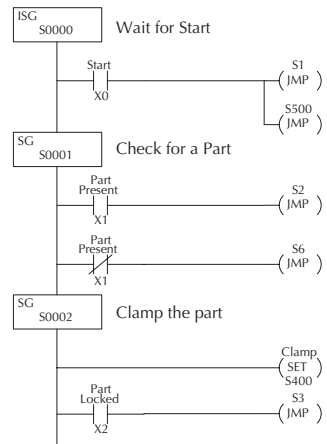 ISG
S0000
Wait for Start
Start
X0
S1
JMP
S500
JMP
SG
S0001
Check for a Part
Part
Present
X1
S2
JMP
Part
Present
X1
S6
JMP
SG
S0002
Clamp the part
Clamp
SET
S400
Part
Locked
X2
S3
JMP